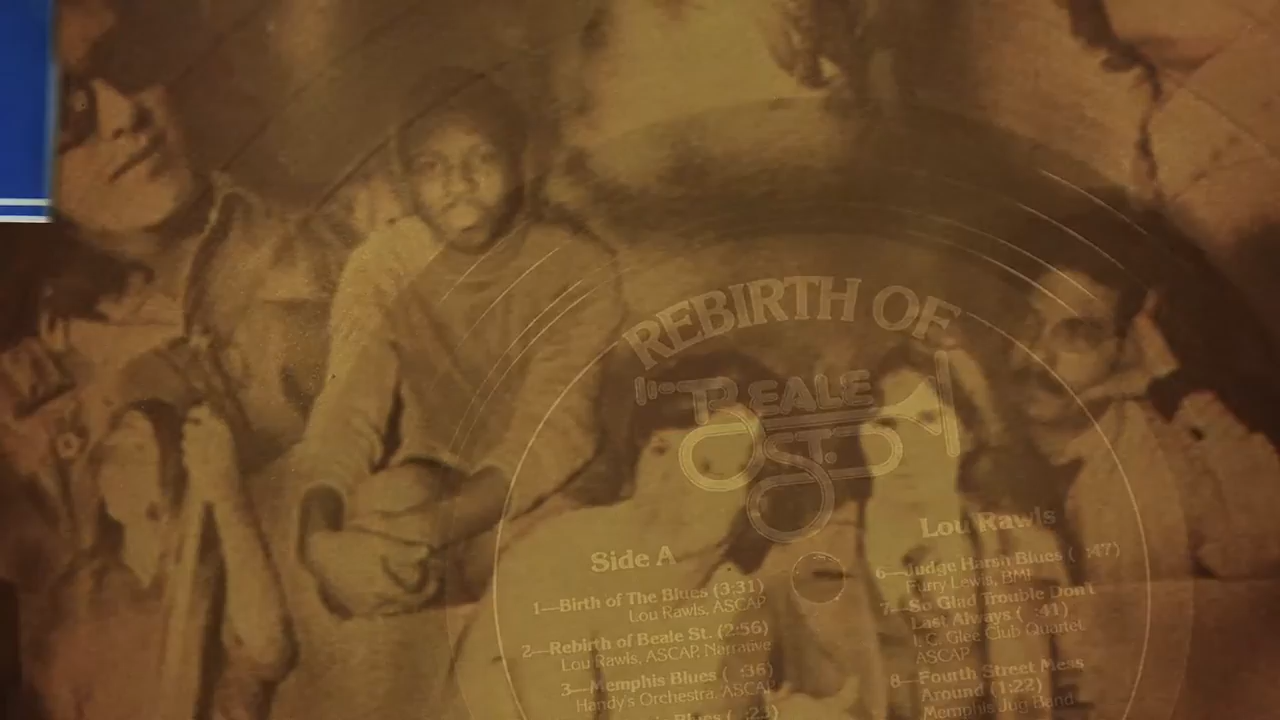 REBIRTH OF
BEALE
ST.
Side A
1—Birth of The Blues (3:31)
Lou Rawls, ASCAP
2—Rebirth of Beale St. (2:56)
Lou Rawls, ASCAP, Narrative
3—Memphis Blues ( :36)
Handy's Orchestra, ASCAP
Blues ( :23)
Lou Rawls
6—Judge Harsh Blues ( :47)
Furry Lewis, BMI
7—So Glad Trouble Don't
Last Always ( :41)
I.C. Glee Club Quartet,
ASCAP
8—Fourth Street Mess
Around (1:22)
Memphis Jug Band